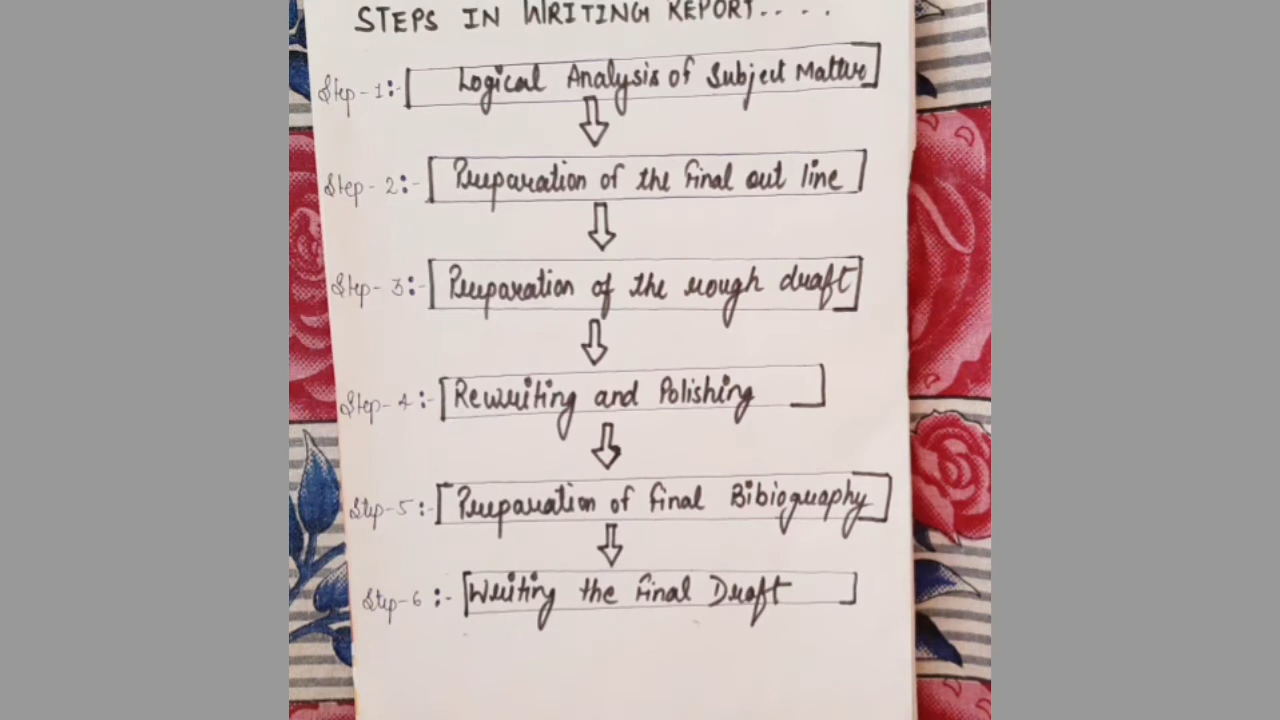 STEPS IN WRITING REPORT....
Step-1:- Logical Analysis of Subject Matter
Step-2:- Preparation of the final out line
Step-3:- Preparation of the rough draft
Step-4:- Rewriting and Polishing
Step-5:- Preparation of final Bibiography
Step-6:- Writing the Final Draft